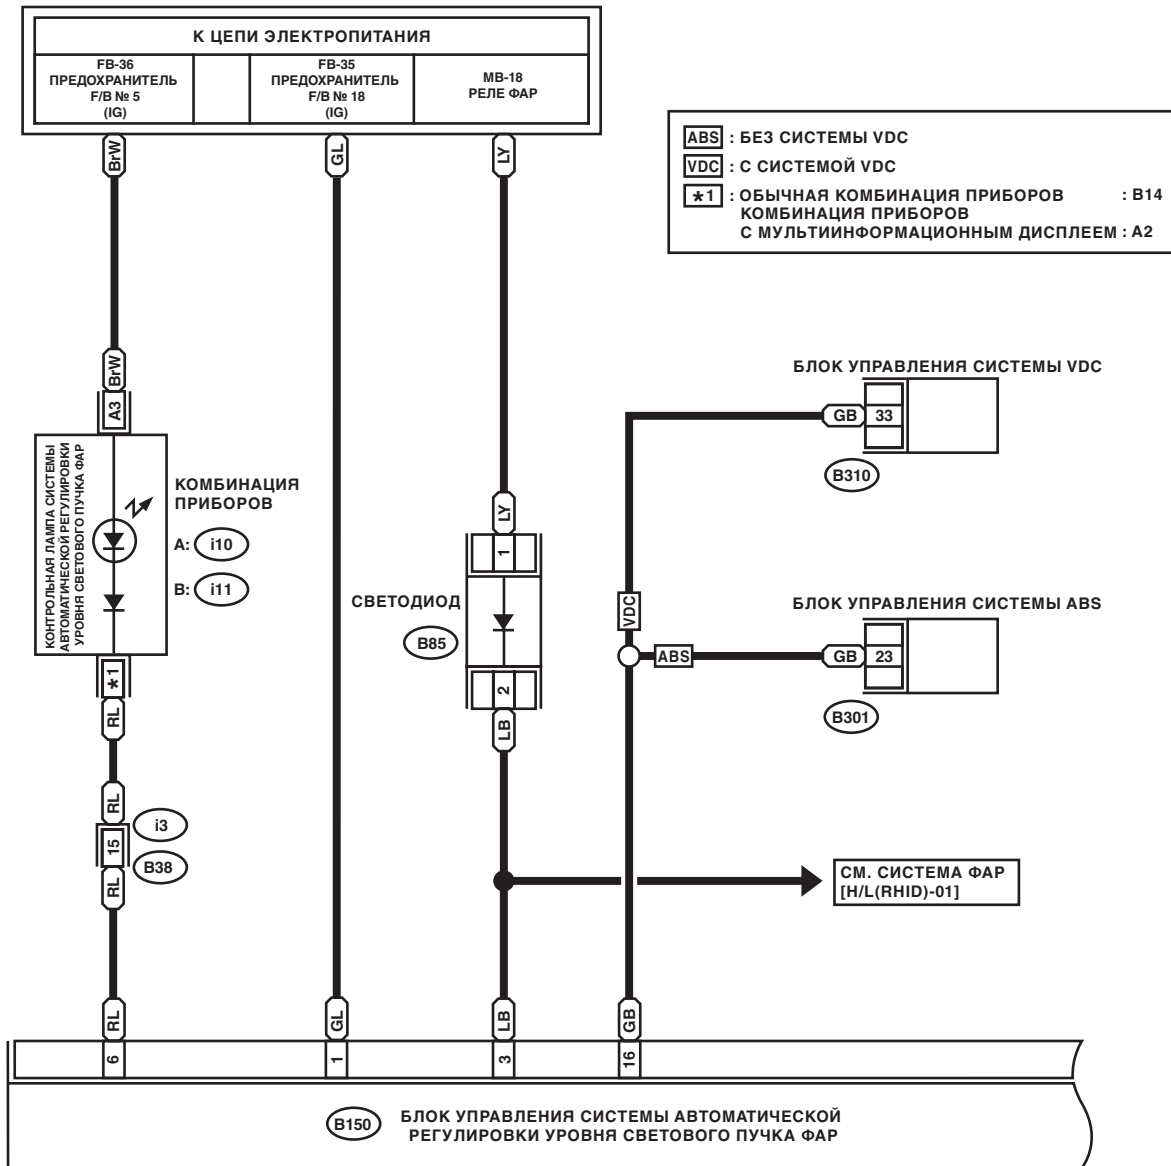 К ЦЕПИ ЭЛЕКТРОПИТАНИЯ
FB-36
ПРЕДОХРАНИТЕЛЬ
F/B № 5
(IG)
FB-35
ПРЕДОХРАНИТЕЛЬ
F/B № 18
(IG)
MB-18
РЕЛЕ ФАР
BrW
GL
LY
ABS : БЕЗ СИСТЕМЫ VDC
VDC : С СИСТЕМОЙ VDC
*1 : ОБЫЧНАЯ КОМБИНАЦИЯ ПРИБОРОВ : B14
КОМБИНАЦИЯ ПРИБОРОВ
С МУЛЬТИИНФОРМАЦИОННЫМ ДИСПЛЕЕМ : A2
BrW
A3
КОНТРОЛЬНАЯ ЛАМПА СИСТЕМЫ
АВТОМАТИЧЕСКОЙ РЕГУЛИРОВКИ
УРОВНЯ СВЕТОВОГО ПУЧКА ФАР
КОМБИНАЦИЯ
ПРИБОРОВ
A: i10
B: i11
*1
RL
RL
15
i3
B38
RL
RL
6
GL
1
LY
1
СВЕТОДИОД
B85
2
LB
LB
3
БЛОК УПРАВЛЕНИЯ СИСТЕМЫ VDC
GB 33
B310
VDC
БЛОК УПРАВЛЕНИЯ СИСТЕМЫ ABS
ABS GB 23
B301
СМ. СИСТЕМА ФАР
[H/L(RHID)-01]
GB
16
B150
БЛОК УПРАВЛЕНИЯ СИСТЕМЫ АВТОМАТИЧЕСКОЙ
РЕГУЛИРОВКИ УРОВНЯ СВЕТОВОГО ПУЧКА ФАР